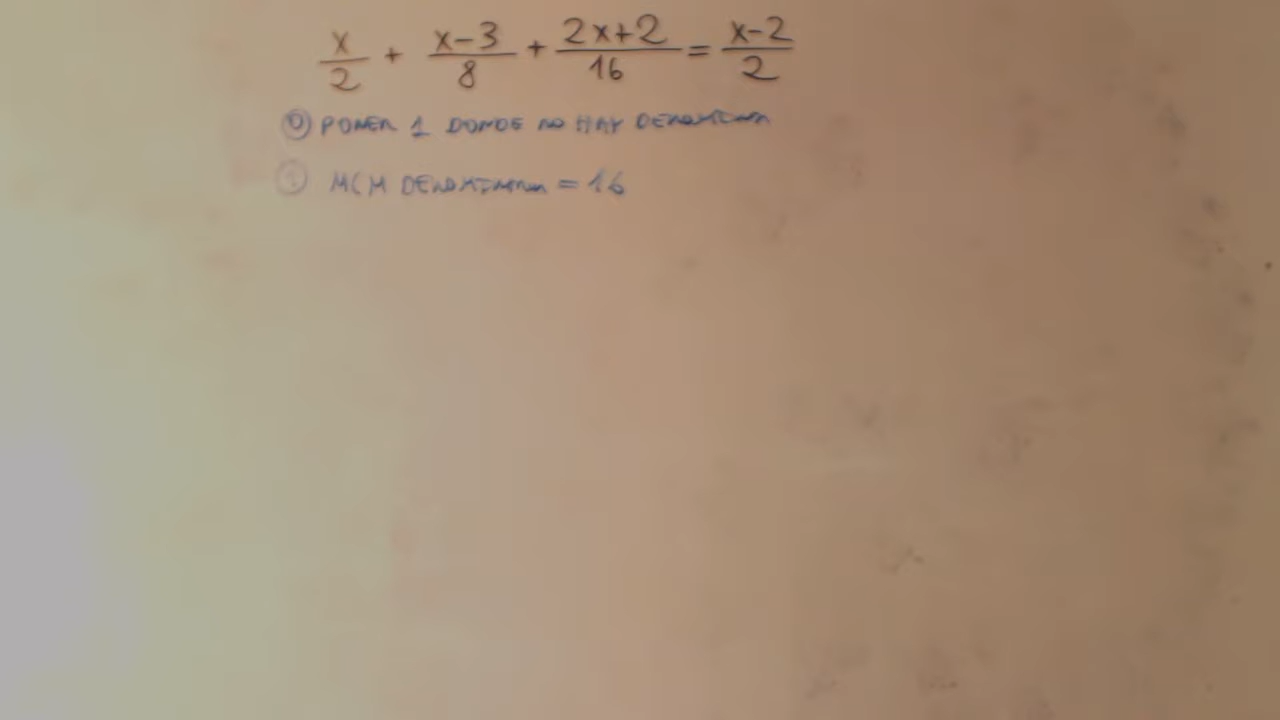 x/2 + x-3/8 + 2x+2/16 = x-2/2
⓪ PONER 1 DONDE NO HAY
① MCM = 16